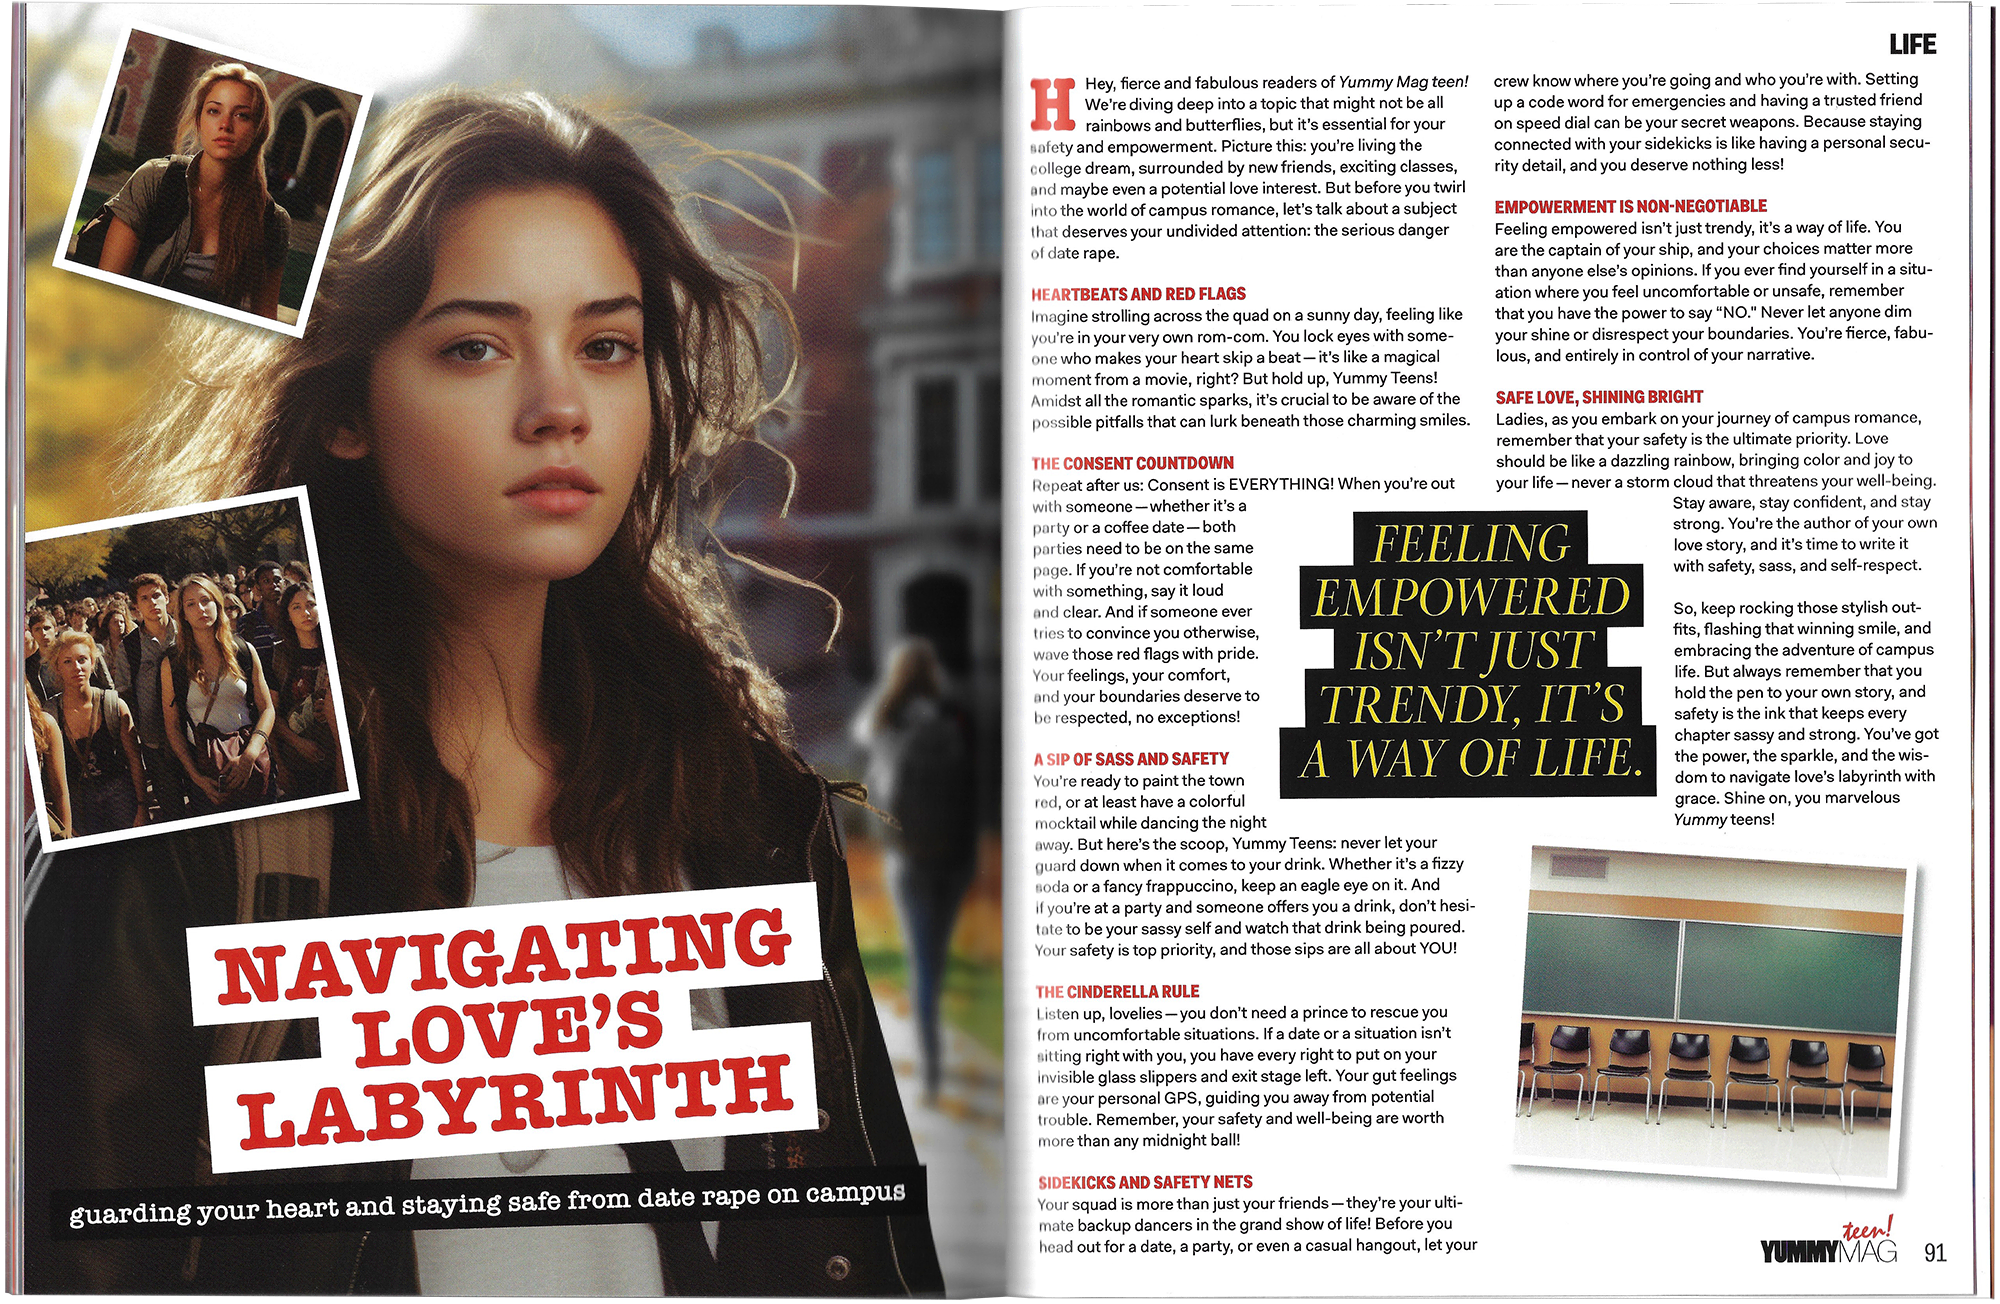 NAVIGATING
LOVE'S
LABYRINTH
guarding your heart and staying safe from date rape on campus
LIFE
H Hey, fierce and fabulous readers of Yummy Mag teen!
We're diving deep into a topic that might not be all
rainbows and butterflies, but it's essential for your
safety and empowerment. Picture this: you're living the
college dream, surrounded by new friends, exciting classes,
and maybe even a potential love interest. But before you twirl
into the world of campus romance, let's talk about a subject
that deserves your undivided attention: the serious danger
of date rape.
HEARTBEATS AND RED FLAGS
Imagine strolling across the quad on a sunny day, feeling like
you're in your very own rom-com. You lock eyes with some-
one who makes your heart skip a beat—it's like a magical
moment from a movie, right? But hold up, Yummy Teens!
Amidst all the romantic sparks, it's crucial to be aware of the
possible pitfalls that can lurk beneath those charming smiles.
THE CONSENT COUNTDOWN
Repeat after us: Consent is EVERYTHING! When you're out
with someone—whether it's a
party or a coffee date—both
parties need to be on the same
page. If you're not comfortable
with something, say it loud
and clear. And if someone ever
tries to convince you otherwise,
wave those red flags with pride.
Your feelings, your comfort,
and your boundaries deserve to
be respected, no exceptions!
A SIP OF SASS AND SAFETY
You're ready to paint the town
red, or at least have a colorful
mocktail while dancing the night
away. But here's the scoop, Yummy Teens: never let your
guard down when it comes to your drink. Whether it's a fizzy
soda or a fancy frappuccino, keep an eagle eye on it. And
if you're at a party and someone offers you a drink, don't hesi-
tate to be your sassy self and watch that drink being poured.
Your safety is top priority, and those sips are all about YOU!
THE CINDERELLA RULE
Listen up, lovelies—you don't need a prince to rescue you
from uncomfortable situations. If a date or a situation isn't
sitting right with you, you have every right to put on your
invisible glass slippers and exit stage left. Your gut feelings
are your personal GPS, guiding you away from potential
trouble. Remember, your safety and well-being are worth
more than any midnight ball!
SIDEKICKS AND SAFETY NETS
Your squad is more than just your friends—they're your ulti-
mate backup dancers in the grand show of life! Before you
head out for a date, a party, or even a casual hangout, let your
crew know where you're going and who you're with. Setting
up a code word for emergencies and having a trusted friend
on speed dial can be your secret weapons. Because staying
connected with your sidekicks is like having a personal secu-
rity detail, and you deserve nothing less!
EMPOWERMENT IS NON-NEGOTIABLE
Feeling empowered isn't just trendy, it's a way of life. You
are the captain of your ship, and your choices matter more
than anyone else's opinions. If you ever find yourself in a situ-
ation where you feel uncomfortable or unsafe, remember
that you have the power to say “NO." Never let anyone dim
your shine or disrespect your boundaries. You're fierce, fabu-
lous, and entirely in control of your narrative.
SAFE LOVE, SHINING BRIGHT
Ladies, as you embark on your journey of campus romance,
remember that your safety is the ultimate priority. Love
should be like a dazzling rainbow, bringing color and joy to
your life—never a storm cloud that threatens your well-being.
Stay aware, stay confident, and stay
strong. You're the author of your own
love story, and it's time to write it
with safety, sass, and self-respect.
So, keep rocking those stylish out-
fits, flashing that winning smile, and
embracing the adventure of campus
life. But always remember that you
hold the pen to your own story, and
safety is the ink that keeps every
chapter sassy and strong. You've got
the power, the sparkle, and the wis-
dom to navigate love's labyrinth with
grace. Shine on, you marvelous
Yummy teens!
FEELING
EMPOWERED
ISN'T JUST
TRENDY, IT'S
A WAY OF LIFE.
teen!
YUMMYMAG 91